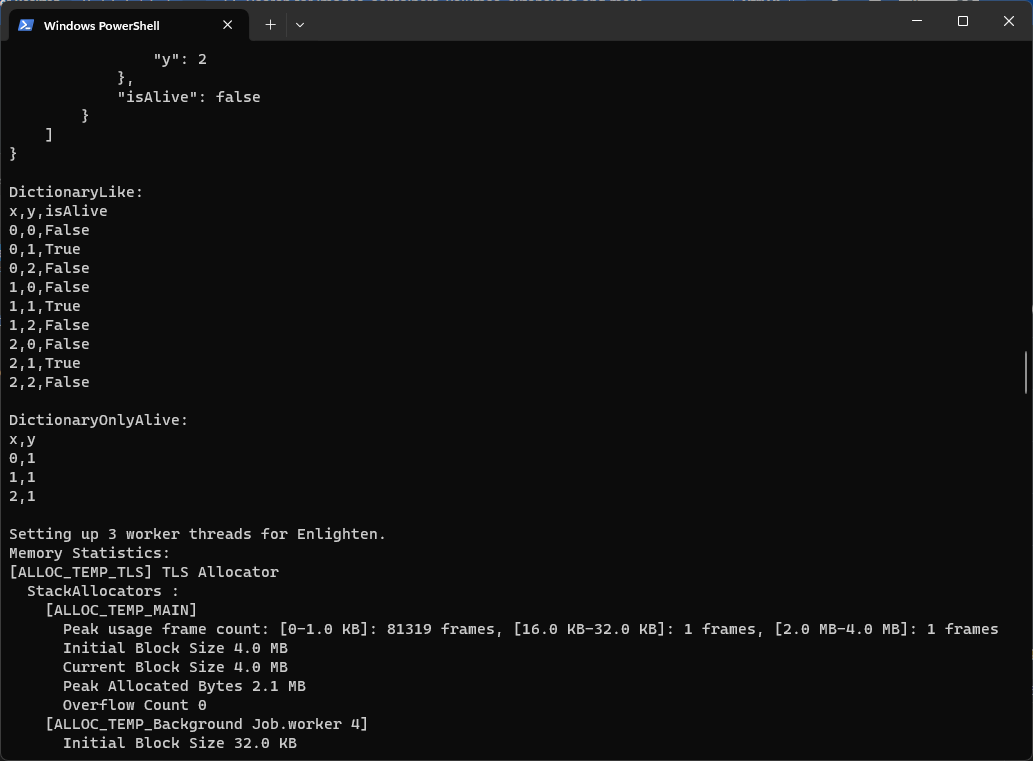 Windows PowerShell
"y": 2
},
"isAlive": false
}
]
}
DictionaryLike:
x,y,isAlive
0,0,False
0,1,True
0,2,False
1,0,False
1,1,True
1,2,False
2,0,False
2,1,True
2,2,False
DictionaryOnlyAlive:
x,y
0,1
1,1
2,1
Setting up 3 worker threads for Enlighten.
Memory Statistics:
[ALLOC_TEMP_TLS] TLS Allocator
StackAllocators :
[ALLOC_TEMP_MAIN]
Peak usage frame count: [0-1.0 KB]: 81319 frames, [16.0 KB-32.0 KB]: 1 frames, [2.0 MB-4.0 MB]: 1 frames
Initial Block Size 4.0 MB
Current Block Size 4.0 MB
Peak Allocated Bytes 2.1 MB
Overflow Count 0
[ALLOC_TEMP_Background Job.worker 4]
Initial Block Size 32.0 KB